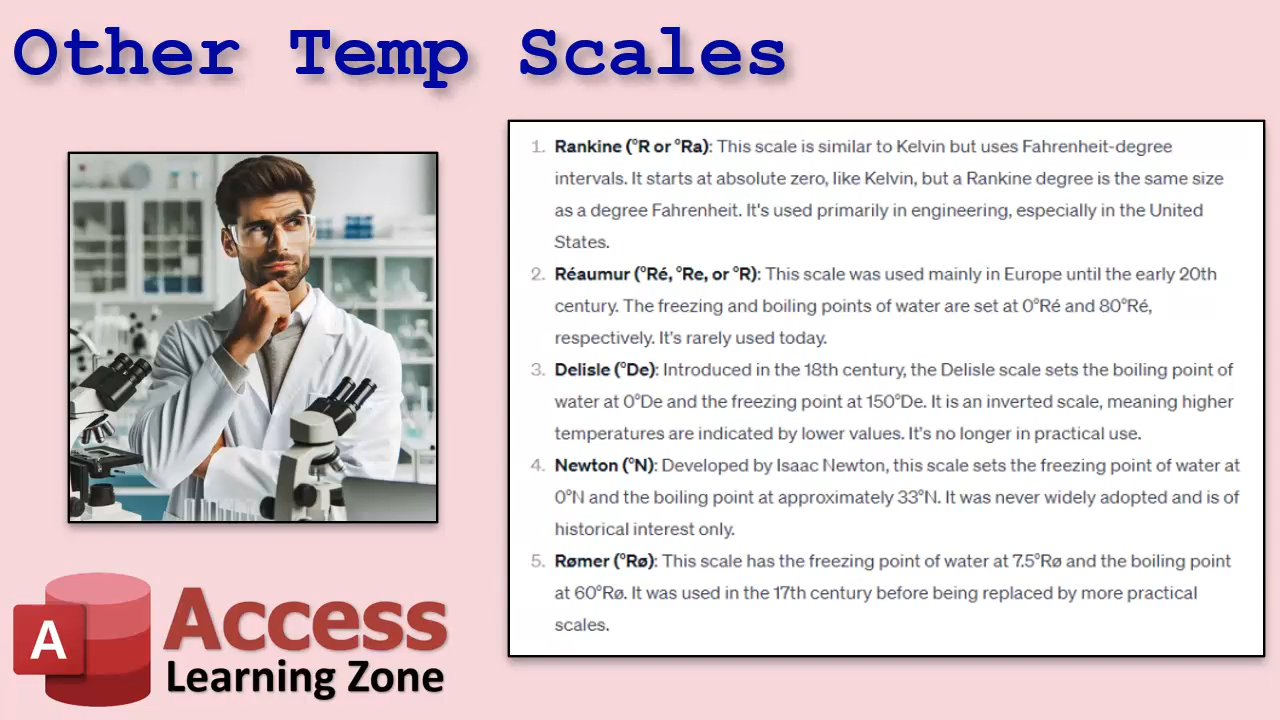 Other Temp Scales
1. Rankine (°R or °Ra): This scale is similar to Kelvin but uses Fahrenheit-degree
intervals. It starts at absolute zero, like Kelvin, but a Rankine degree is the same size
as a degree Fahrenheit. It's used primarily in engineering, especially in the United
States.
2. Réaumur (°Ré, °Re, or °R): This scale was used mainly in Europe until the early 20th
century. The freezing and boiling points of water are set at 0°Ré and 80°Ré,
respectively. It's rarely used today.
3. Delisle (°De): Introduced in the 18th century, the Delisle scale sets the boiling point of
water at 0°De and the freezing point at 150°De. It is an inverted scale, meaning higher
temperatures are indicated by lower values. It's no longer in practical use.
4. Newton (°N): Developed by Isaac Newton, this scale sets the freezing point of water at
0°N and the boiling point at approximately 33°N. It was never widely adopted and is of
historical interest only.
5. Rømer (°Rø): This scale has the freezing point of water at 7.5°Rø and the boiling point
at 60°Rø. It was used in the 17th century before being replaced by more practical
scales.
A
Access
Learning Zone